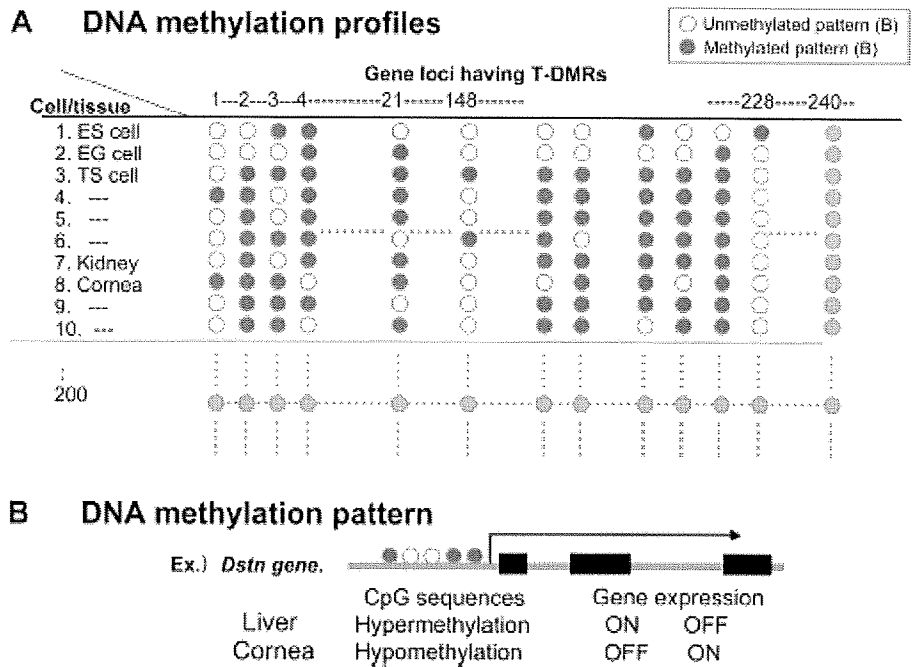 A DNA methylation profiles
Unmethylated pattern (B)
Methylated pattern (B)
Gene loci having T-DMRs
Cell/tissue
1---2---3---4------------21-------148--------- ------228------240--
1. ES cell
2. EG cell
3. TS cell
4. ---
5. ---
6. ---
7. Kidney
8. Cornea
9. ---
10. ---
200
B DNA methylation pattern
Ex.) Dstn gene.
CpG sequences Gene expression
Liver Hypermethylation ON OFF
Cornea Hypomethylation OFF ON